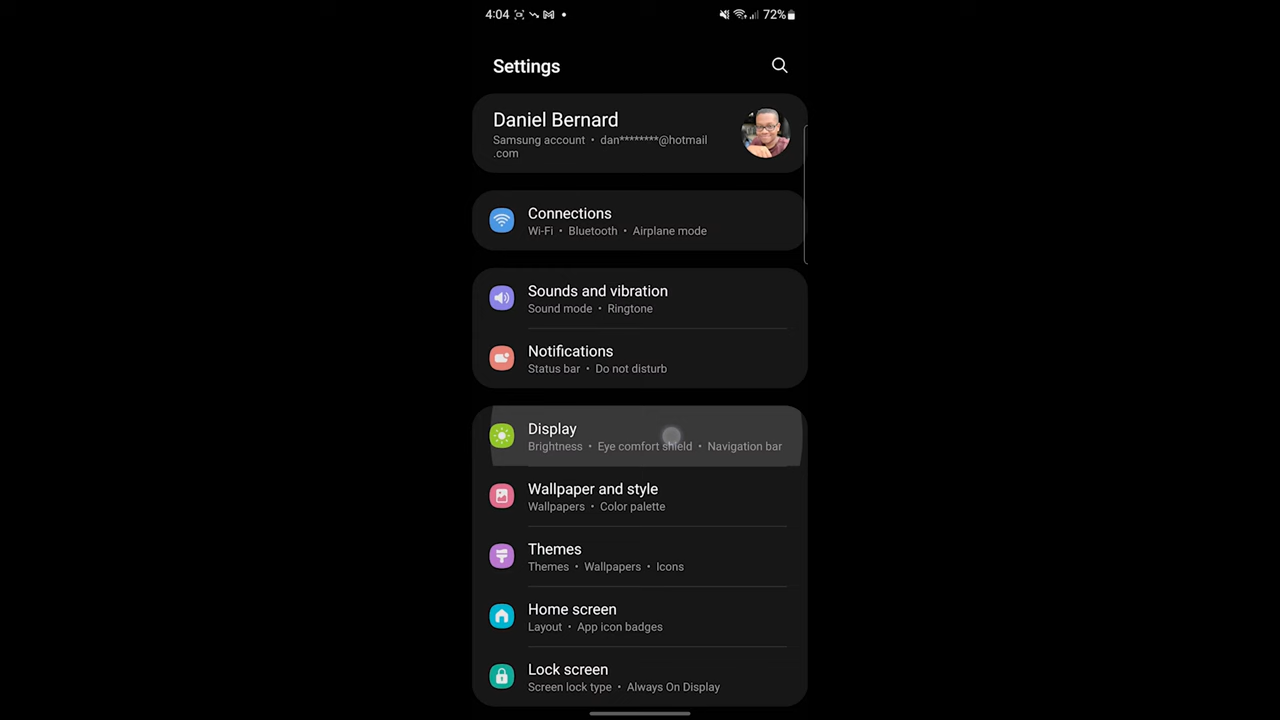 4:04
72%
Settings
Daniel Bernard
Samsung account • dan********@hotmail
.com
Connections
Wi-Fi • Bluetooth • Airplane mode
Sounds and vibration
Sound mode • Ringtone
Notifications
Status bar • Do not disturb
Display
Brightness • Eye comfort shield • Navigation bar
Wallpaper and style
Wallpapers • Color palette
Themes
Themes • Wallpapers • Icons
Home screen
Layout • App icon badges
Lock screen
Screen lock type • Always On Display